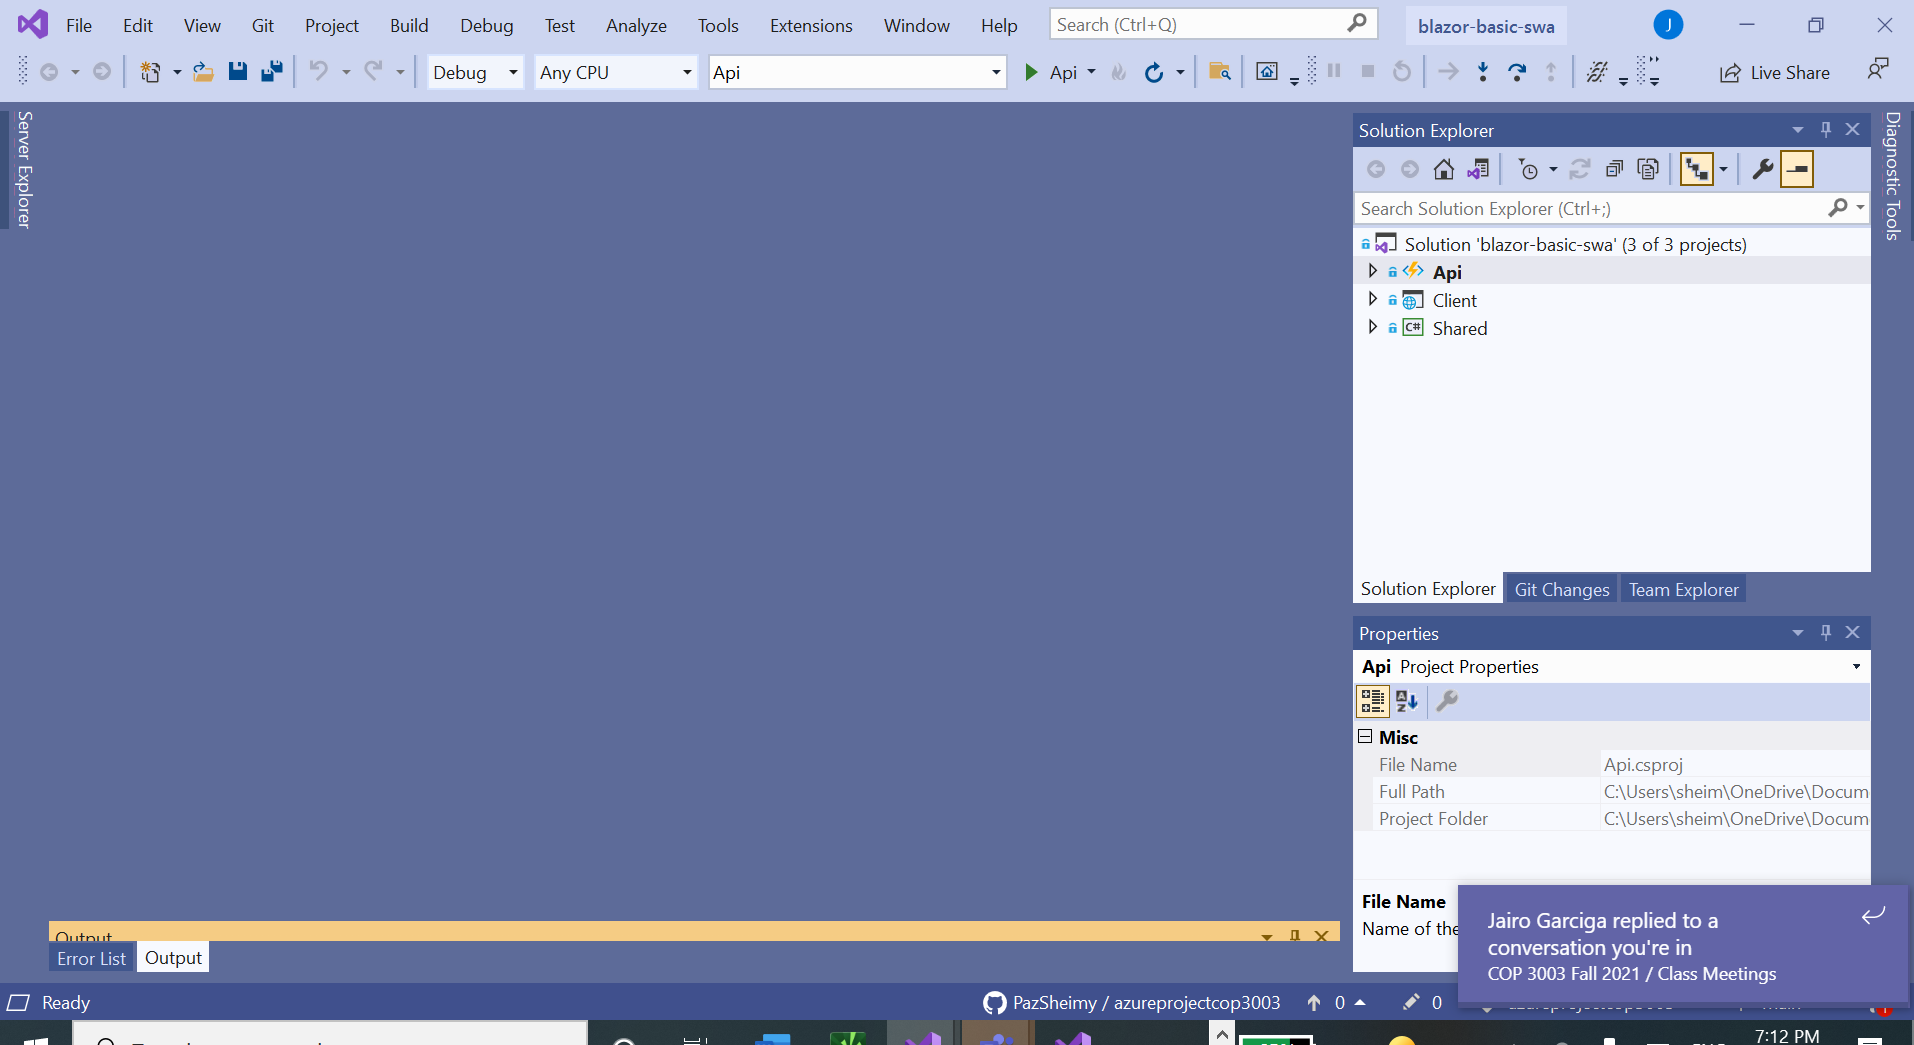 File Edit View Git Project Build Debug Test Analyze Tools Extensions Window Help Search (Ctrl+Q) blazor-basic-swa J
Debug Any CPU Api Api Live Share
Server Explorer
Diagnostic Tools
Solution Explorer
Search Solution Explorer (Ctrl+;)
Solution 'blazor-basic-swa' (3 of 3 projects)
Api
Client
C# Shared
Solution Explorer Git Changes Team Explorer
Properties
Api Project Properties
Misc
File Name Api.csproj
Full Path C:\Users\sheim\OneDrive\Docum
Project Folder C:\Users\sheim\OneDrive\Docum
File Name
Name of the
Jairo Garciga replied to a
conversation you're in
COP 3003 Fall 2021 / Class Meetings
Output
Error List Output
Ready PazSheimy / azureprojectcop3003 0 0
7:12 PM